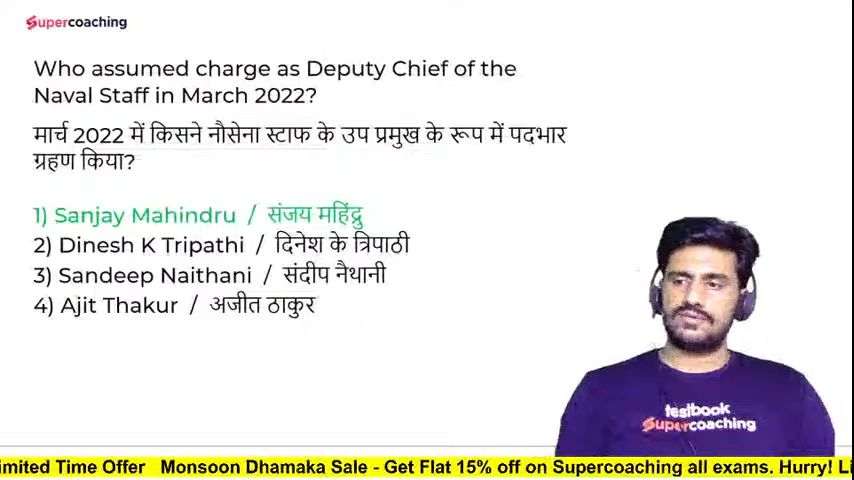 Supercoaching
Who assumed charge as Deputy Chief of the
Naval Staff in March 2022?
मार्च 2022 में किसने नौसेना स्टाफ के उप प्रमुख के रूप में पदभार
ग्रहण किया?
1) Sanjay Mahindru / संजय महिंद्रु
2) Dinesh K Tripathi / दिनेश के त्रिपाठी
3) Sandeep Naithani / संदीप नैथानी
4) Ajit Thakur / अजीत ठाकुर
testbook
Supercoaching
imited Time Offer Monsoon Dhamaka Sale - Get Flat 15% off on Supercoaching all exams. Hurry! Li